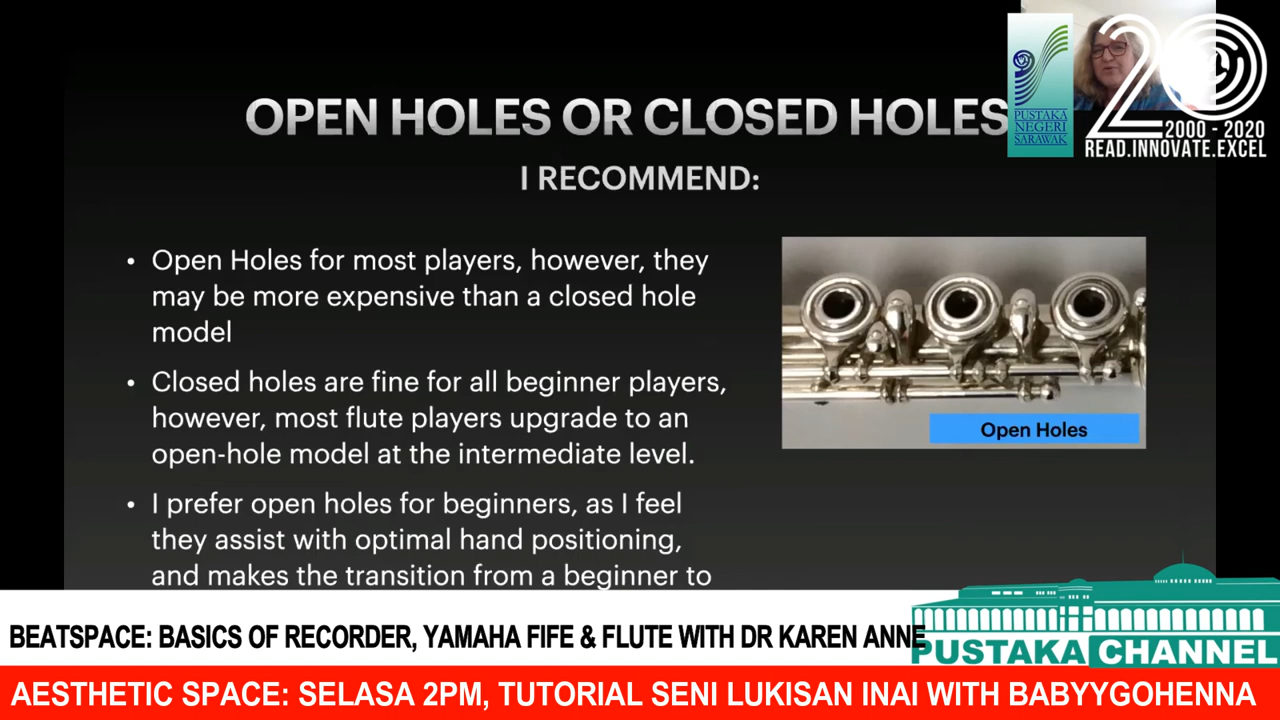 OPEN HOLES OR CLOSED HOLES
I RECOMMEND:
• Open Holes for most players, however, they
may be more expensive than a closed hole
model
• Closed holes are fine for all beginner players,
however, most flute players upgrade to an
open-hole model at the intermediate level.
• I prefer open holes for beginners, as I feel
they assist with optimal hand positioning,
and makes the transition from a beginner to
Open Holes
PUSTAKA
NEGERI
SARAWAK
20
2000 - 2020
READ.INNOVATE.EXCEL
BEATSPACE: BASICS OF RECORDER, YAMAHA FIFE & FLUTE WITH DR KAREN ANNE
PUSTAKA CHANNEL
AESTHETIC SPACE: SELASA 2PM, TUTORIAL SENI LUKISAN INAI WITH BABYYGOHENNA